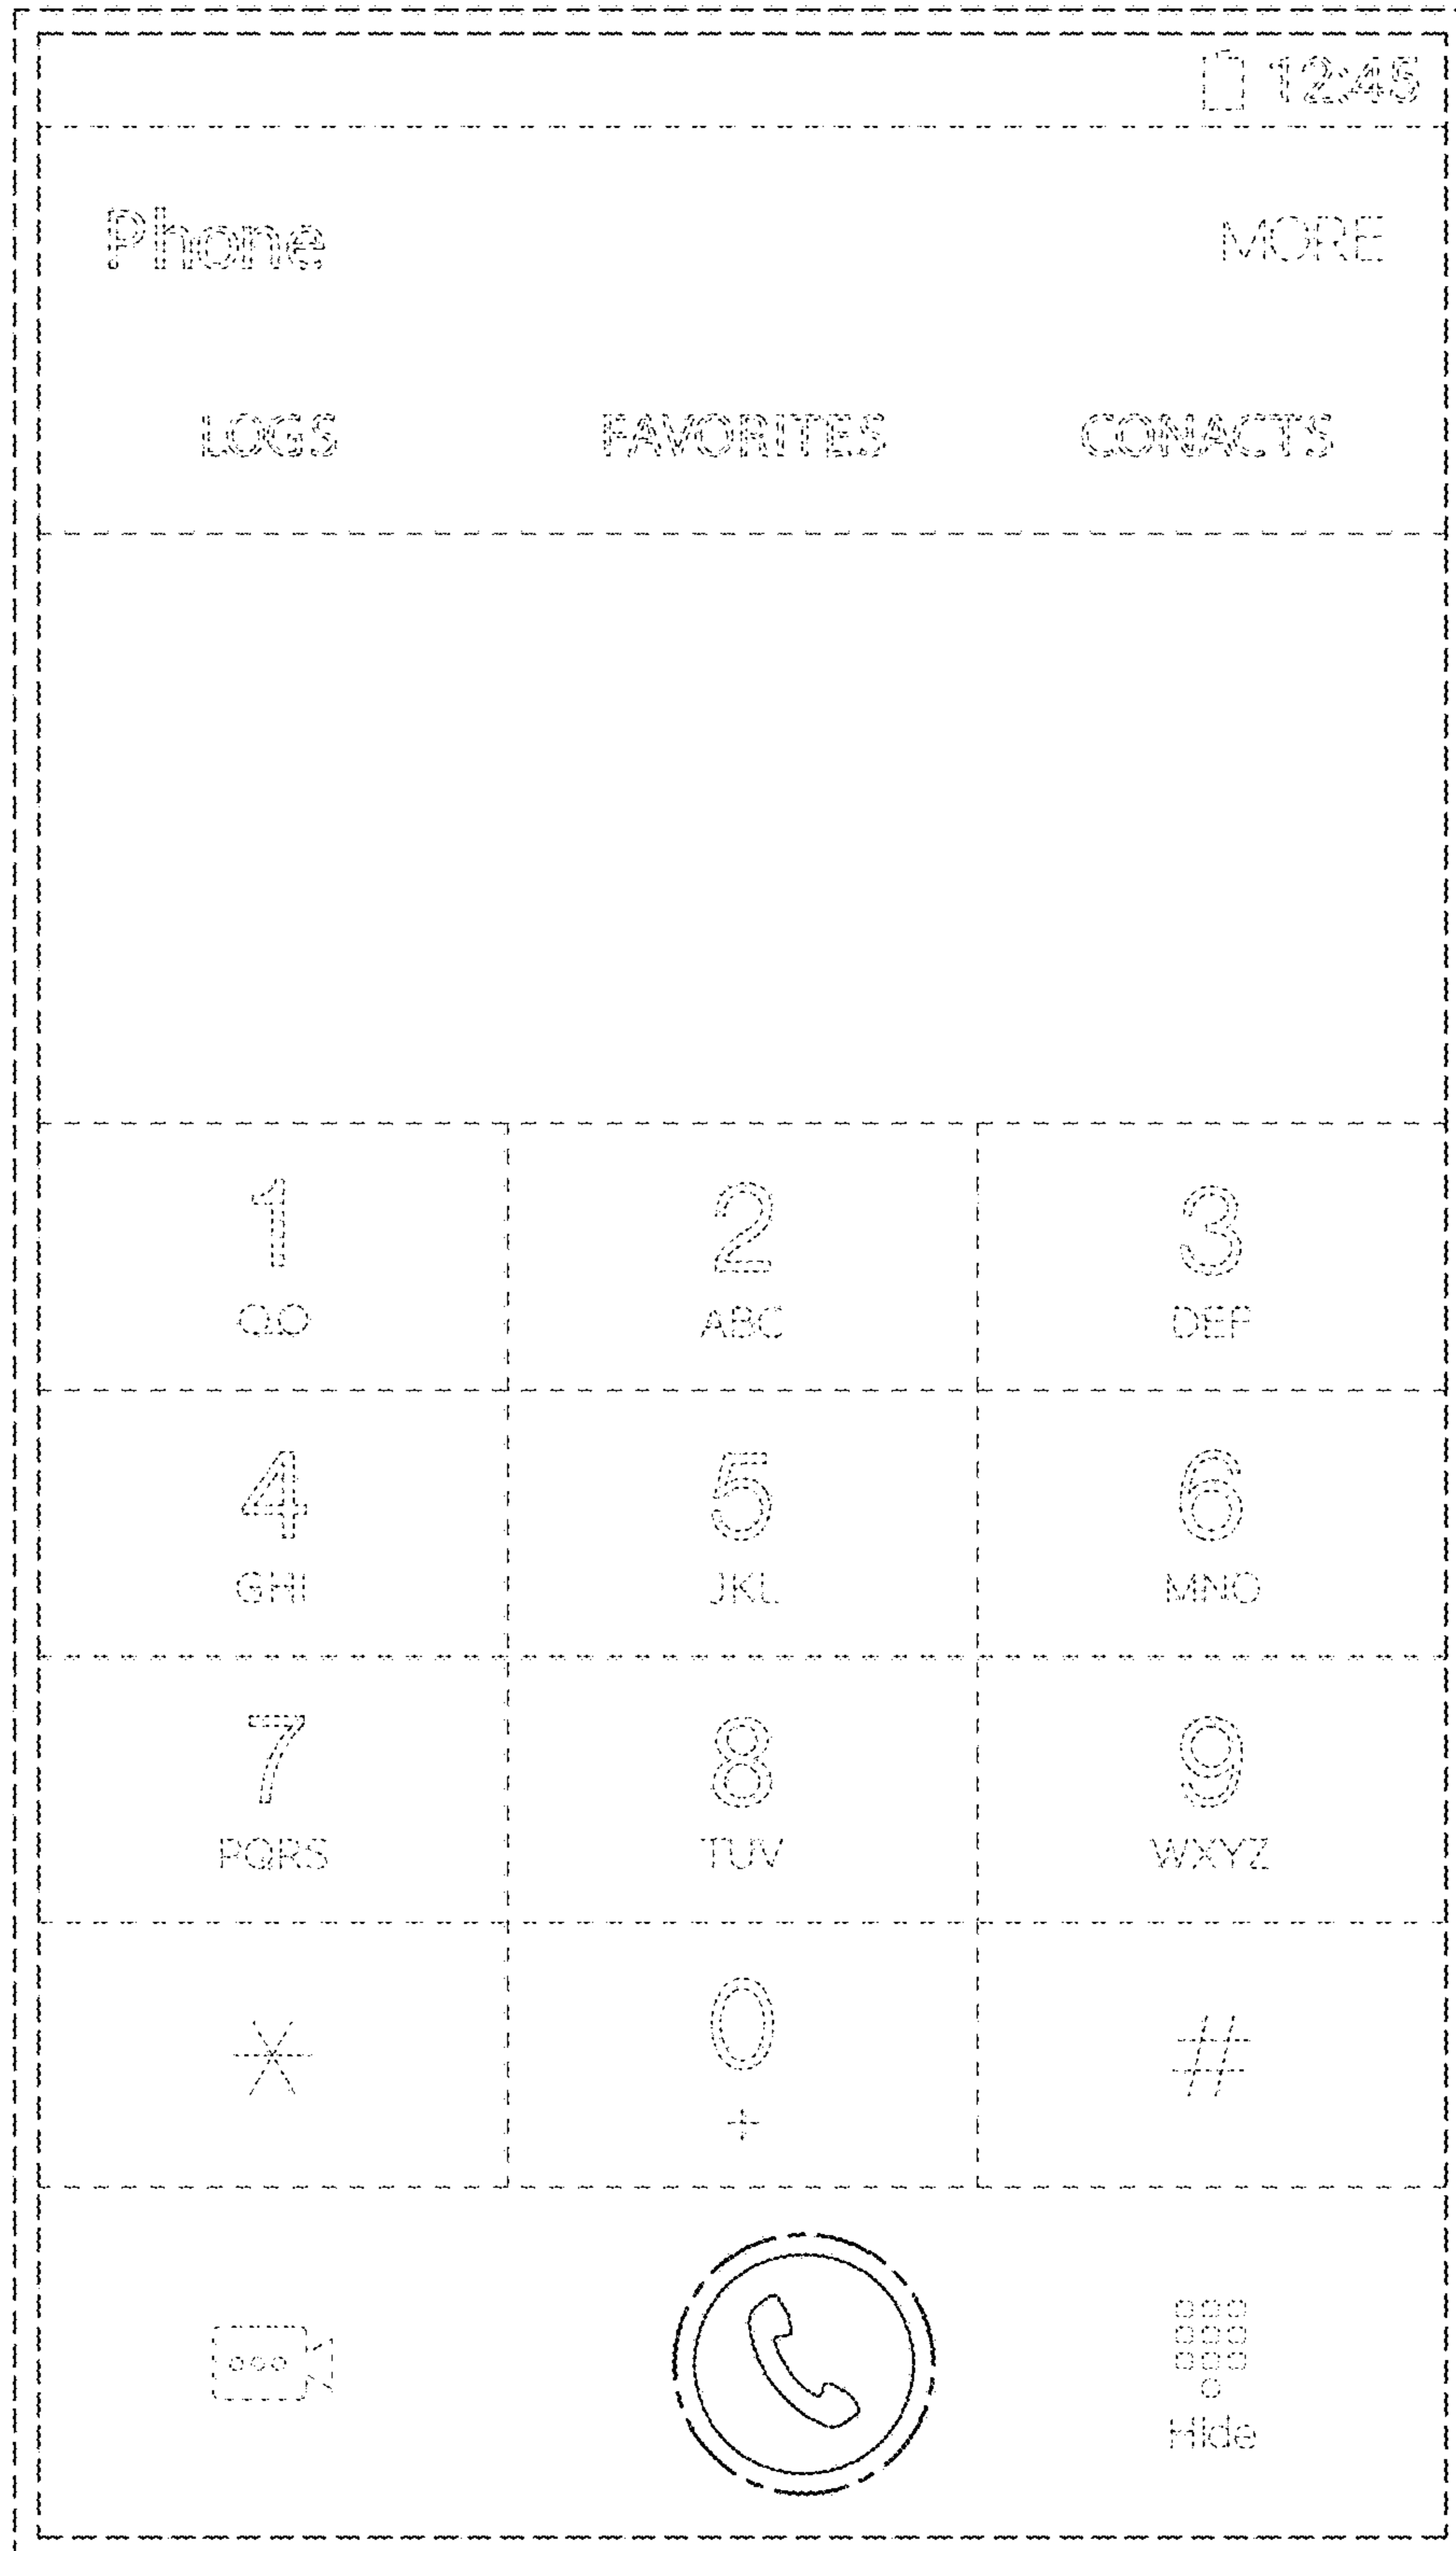 12:45
Phone MORE
LOGS FAVORITES CONACTS
1 2 3
QO ABC DEF
4 5 6
GHI JKL MNO
7 8 9
PQRS TUV WXYZ
* 0 #
+
Hide